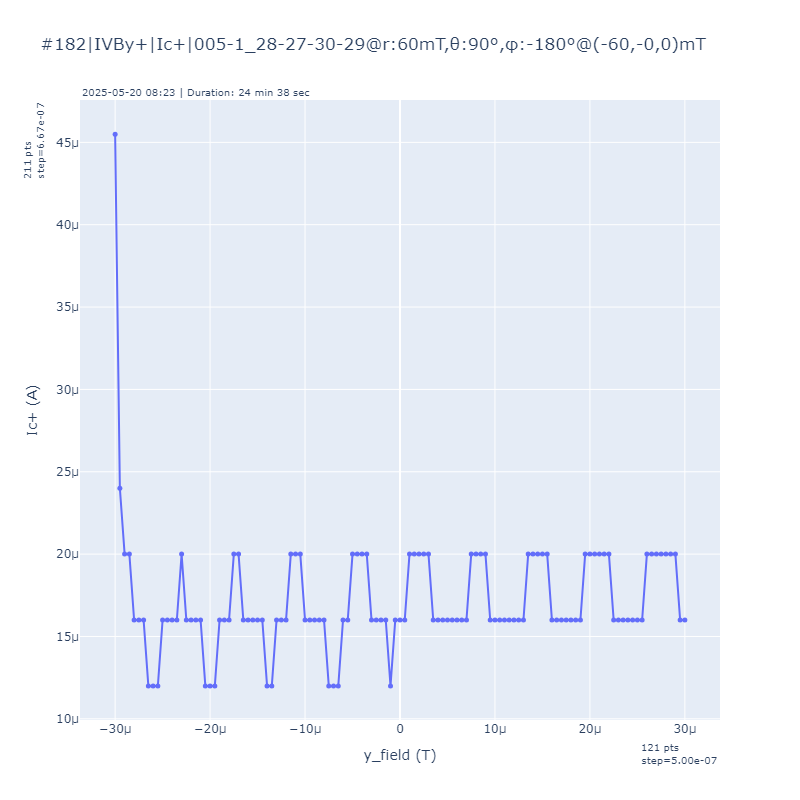 #182|IVBy+|Ic+|005-1_28-27-30-29@r:60mT,θ:90°,φ:-180°@(-60,-0,0)mT
2025-05-20 08:23 | Duration: 24 min 38 sec
211 pts
step=6.67e-07
45μ
40μ
35μ
30μ
25μ
20μ
15μ
10μ
Ic+ (A)
−30μ
−20μ
−10μ
0
10μ
20μ
30μ
y_field (T)
121 pts
step=5.00e-07